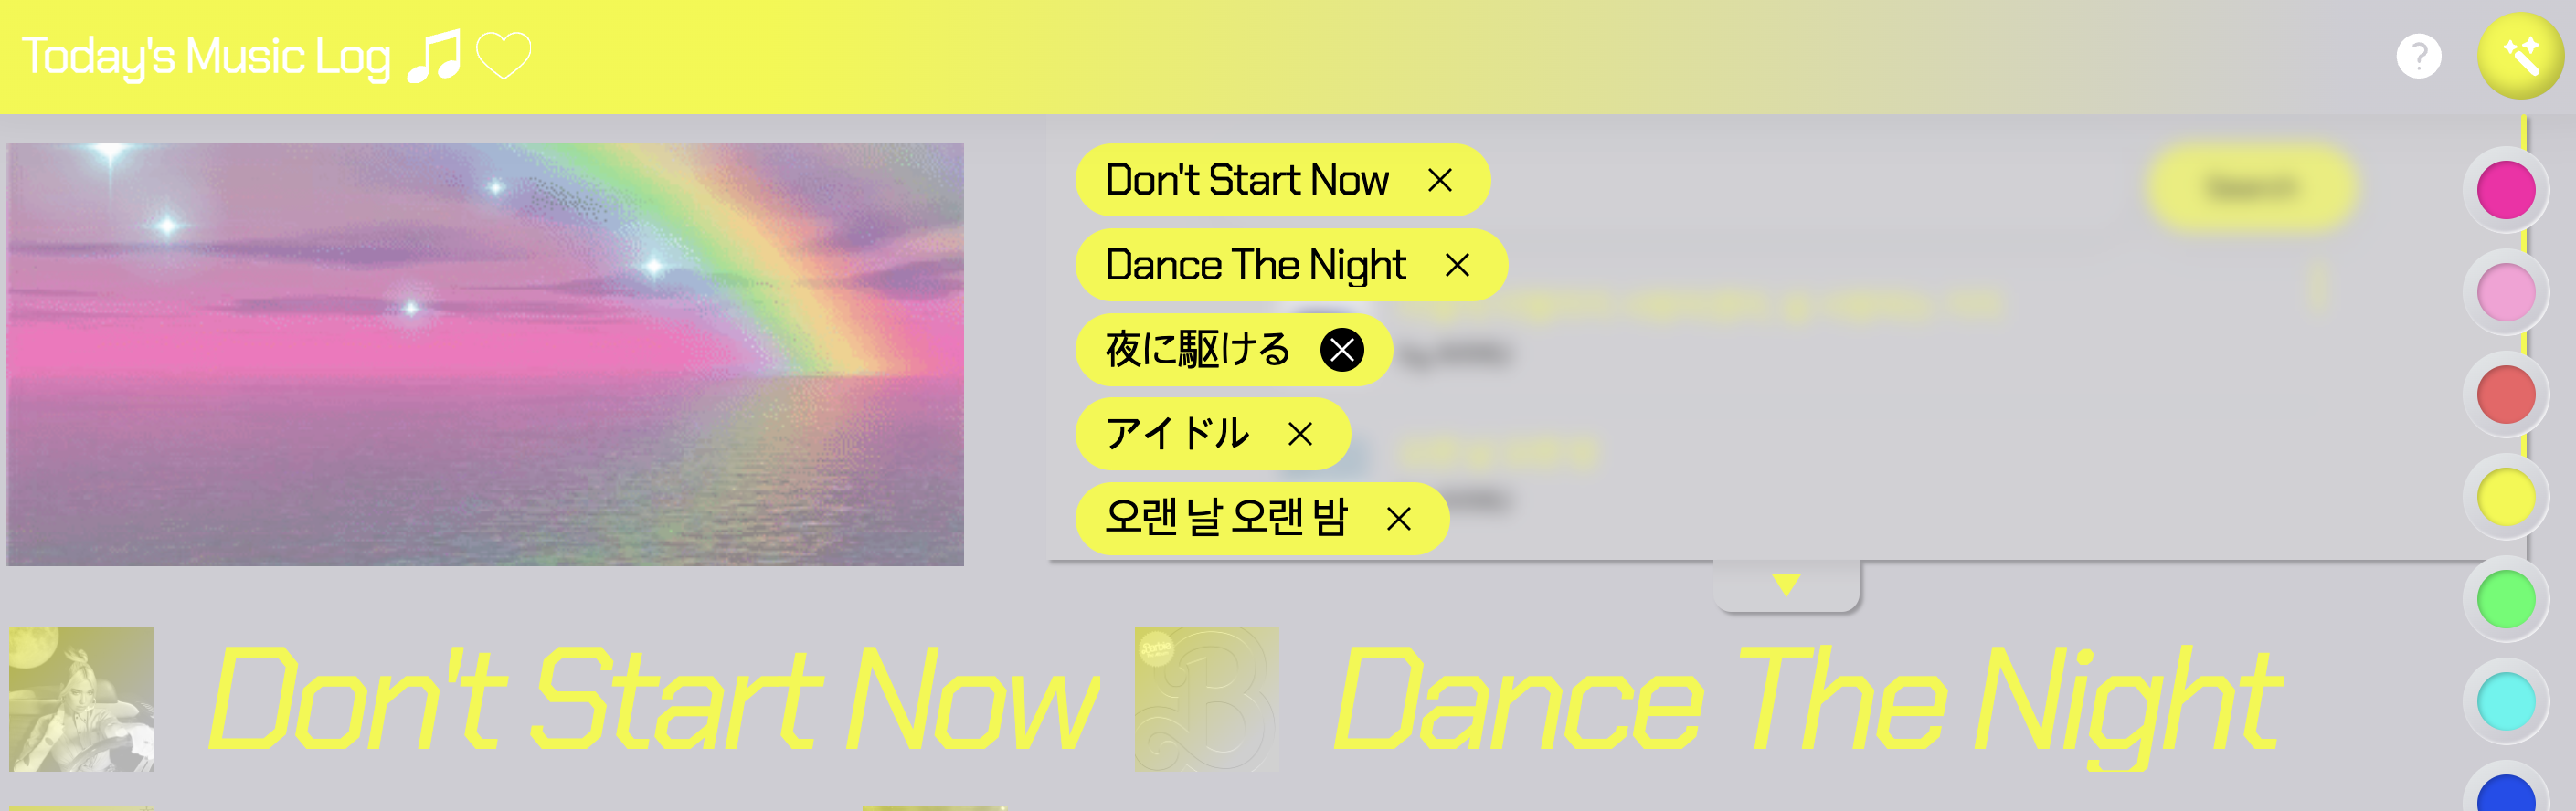 Today's Music Log
?
Don't Start Now
Dance The Night
夜に駆ける
アイドル
오랜 날 오랜 밤
Don't Start Now
Barbie
B
Dance The Night